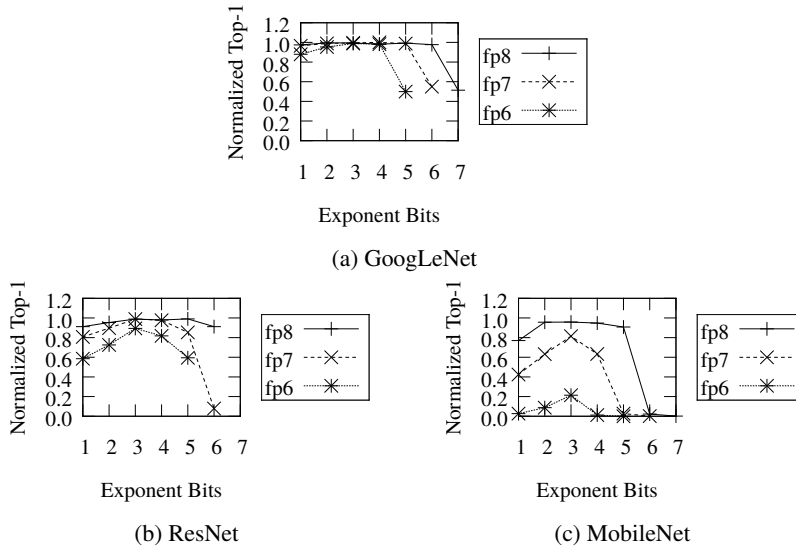 Normalized Top-1
1.2
1.0
0.8
0.6
0.4
0.2
0.0
1 2 3 4 5 6 7
Exponent Bits
fp8
fp7
fp6
(a) GoogLeNet
Normalized Top-1
1.2
1.0
0.8
0.6
0.4
0.2
0.0
1 2 3 4 5 6 7
Exponent Bits
fp8
fp7
fp6
(b) ResNet
Normalized Top-1
1.2
1.0
0.8
0.6
0.4
0.2
0.0
1 2 3 4 5 6 7
Exponent Bits
fp8
fp7
fp6
(c) MobileNet